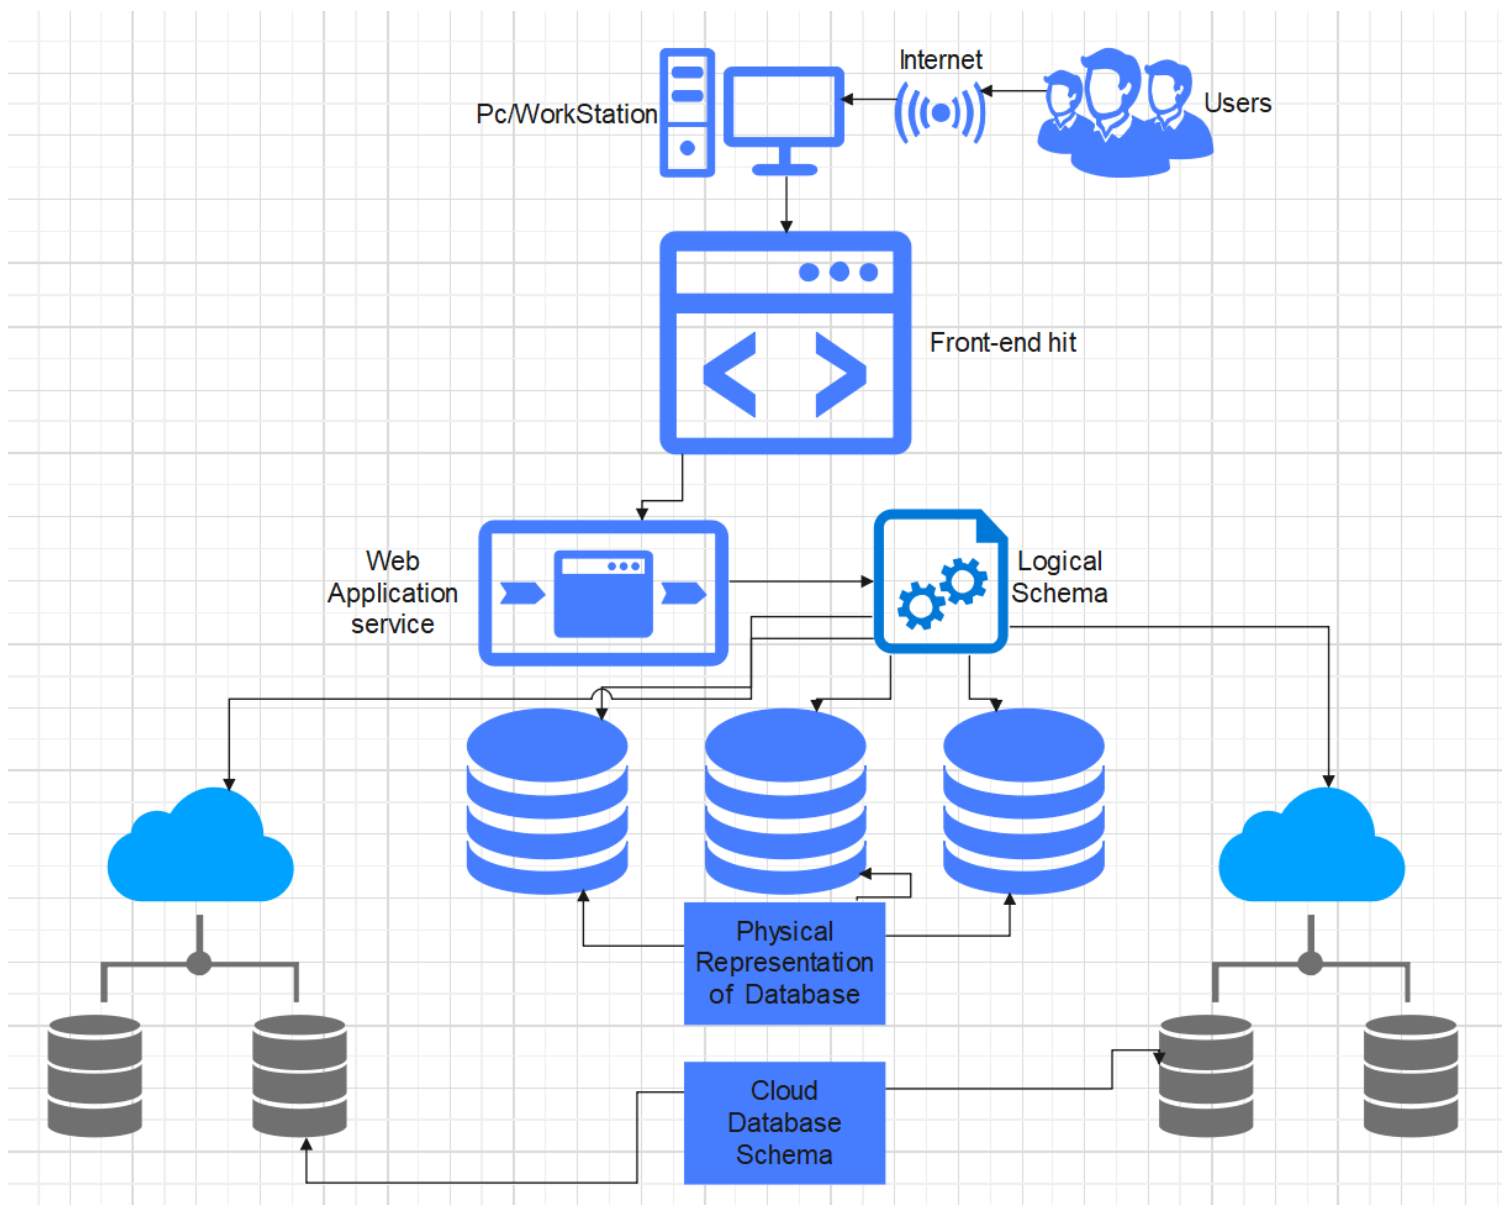 Internet
Pc/WorkStation
Users
Front-end hit
Web
Application
service
Logical
Schema
Physical
Representation
of Database
Cloud
Database
Schema